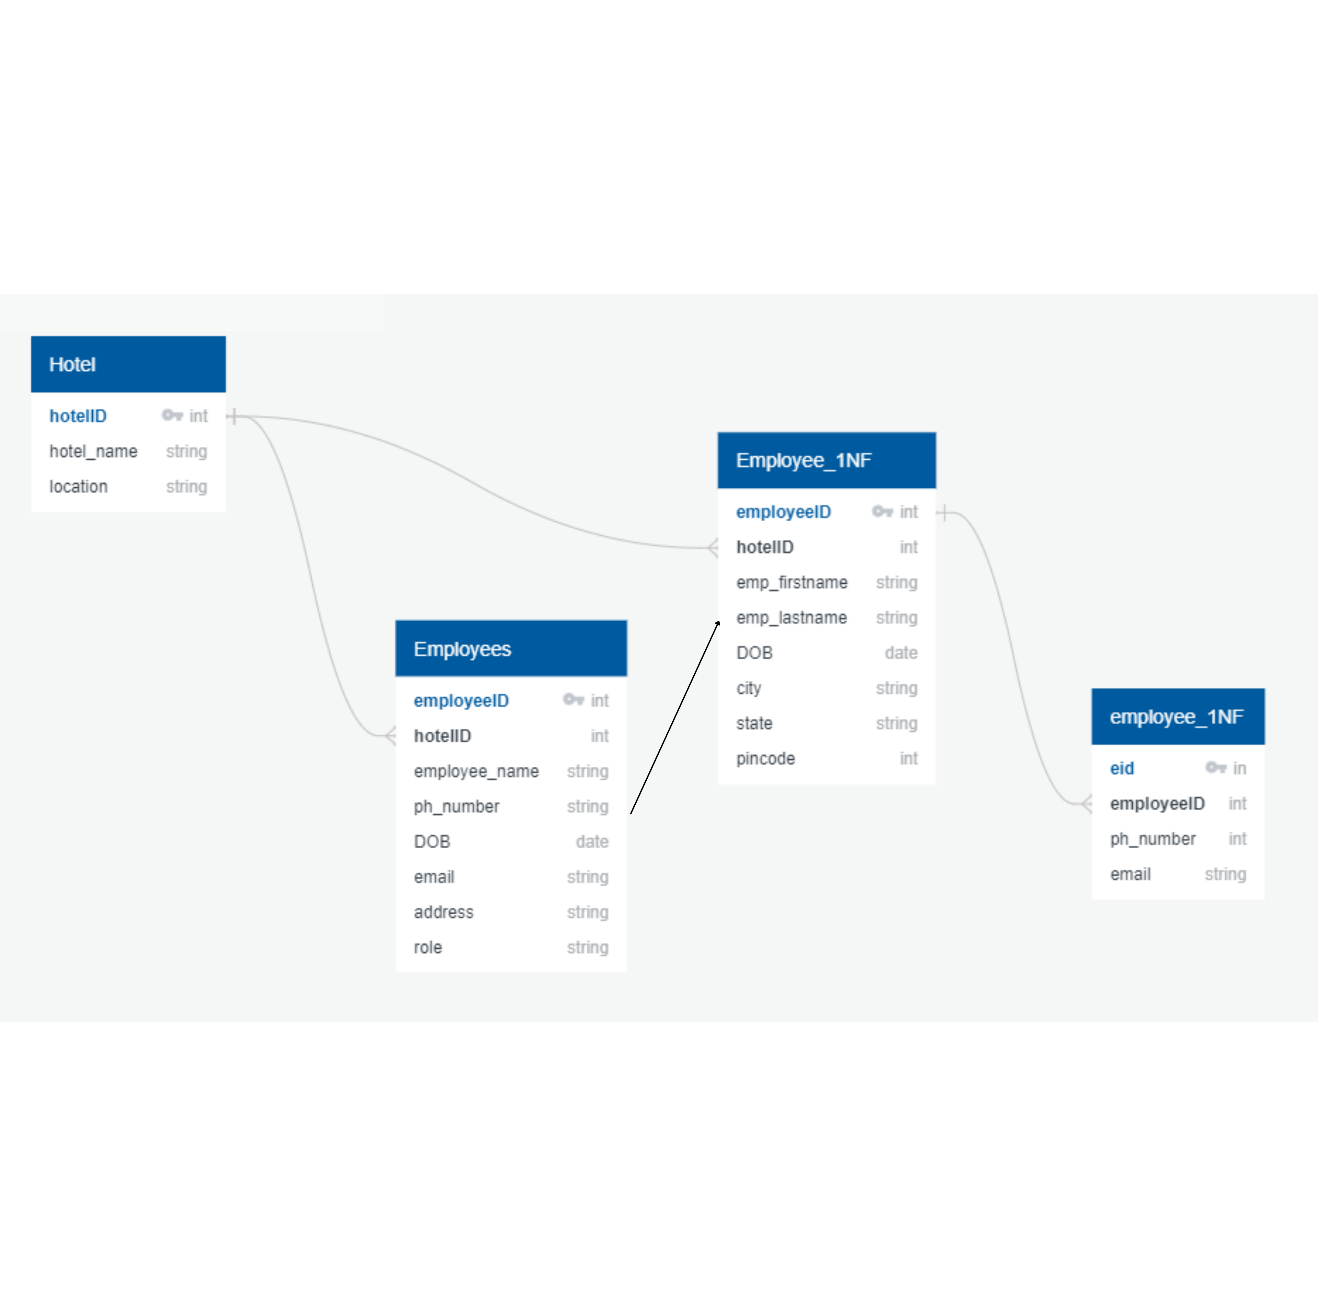 Hotel
hotelID int
hotel_name string
location string
Employee_1NF
employeeID int
hotelID int
emp_firstname string
emp_lastname string
DOB date
city string
state string
pincode int
Employees
employeeID int
hotelID int
employee_name string
ph_number string
DOB date
email string
address string
role string
employee_1NF
eid in
employeeID int
ph_number int
email string